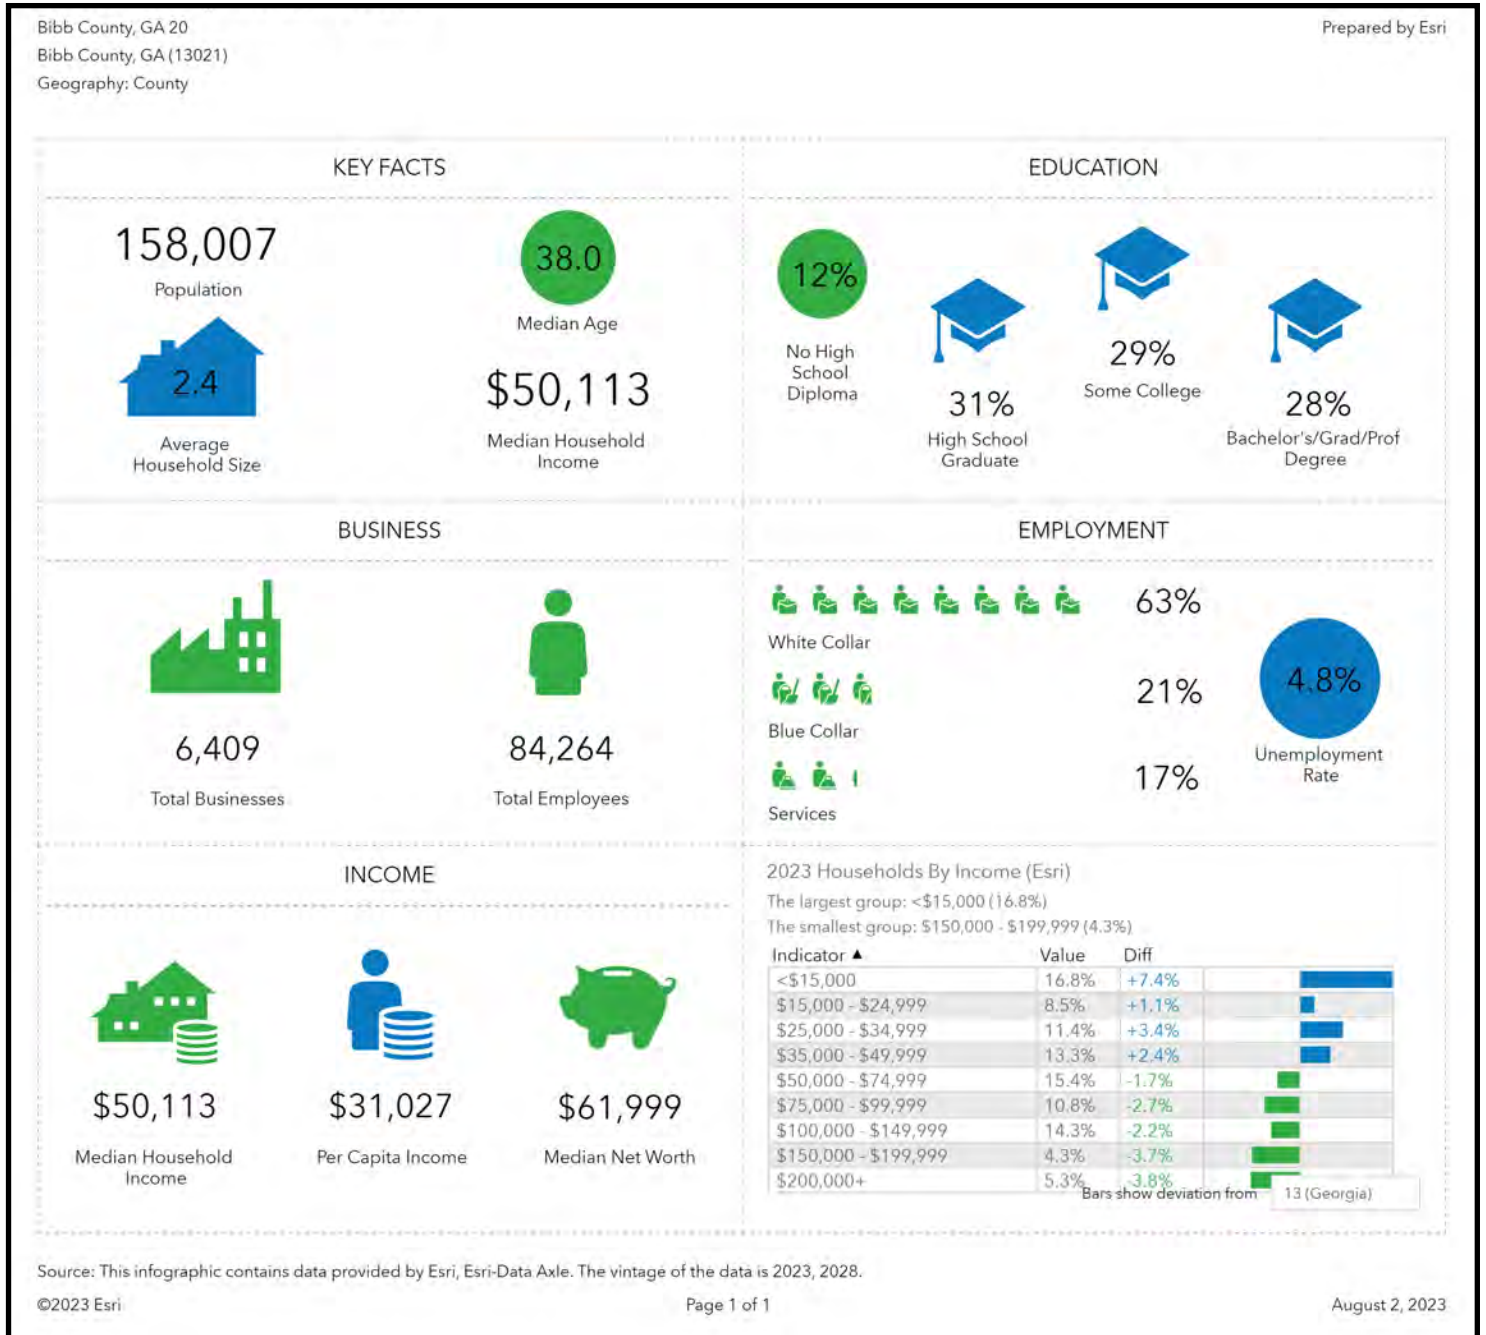 Bibb County, GA 20
Prepared by Esri
Bibb County, GA (13021)
Geography: County
KEY FACTS
158,007
Population
38.0
Median Age
2.4
Average
Household Size
$50,113
Median Household
Income
EDUCATION
12%
No High
School
Diploma
31%
High School
Graduate
29%
Some College
28%
Bachelor's/Grad/Prof
Degree
BUSINESS
6,409
Total Businesses
84,264
Total Employees
EMPLOYMENT
63%
White Collar
21%
Blue Collar
17%
Services
4.8%
Unemployment
Rate
INCOME
$50,113
Median Household
Income
$31,027
Per Capita Income
$61,999
Median Net Worth
2023 Households By Income (Esri)
The largest group: <$15,000 (16.8%)
The smallest group: $150,000 - $199,999 (4.3%)
Indicator ▲ Value Diff
<$15,000 16.8% +7.4%
$15,000 - $24,999 8.5% +1.1%
$25,000 - $34,999 11.4% +3.4%
$35,000 - $49,999 13.3% +2.4%
$50,000 - $74,999 15.4% -1.7%
$75,000 - $99,999 10.8% -2.7%
$100,000 - $149,999 14.3% -2.2%
$150,000 - $199,999 4.3% -3.7%
$200,000+ 5.3% -3.8%
Bars show deviation from 13 (Georgia)
Source: This infographic contains data provided by Esri, Esri-Data Axle. The vintage of the data is 2023, 2028.
©2023 Esri
Page 1 of 1
August 2, 2023